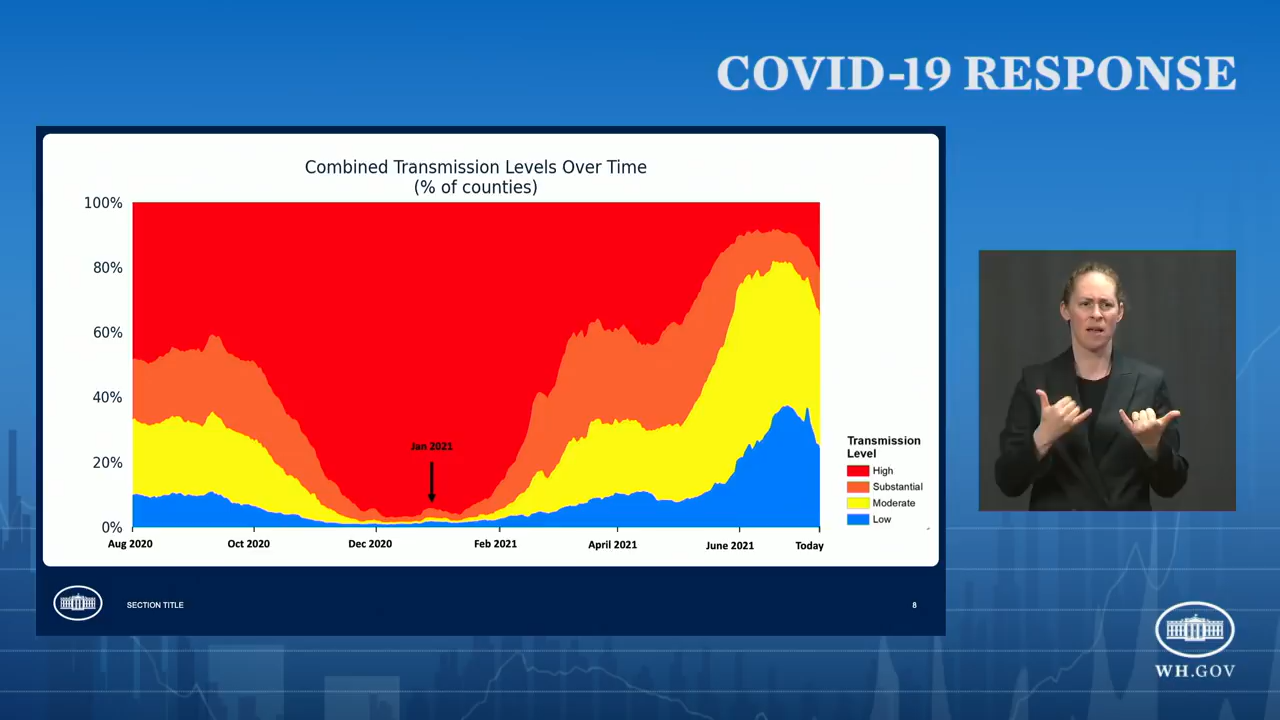 COVID-19 RESPONSE
Combined Transmission Levels Over Time
(% of counties)
100%
80%
60%
40%
20%
0%
Jan 2021
Aug 2020
Oct 2020
Dec 2020
Feb 2021
April 2021
June 2021
Today
Transmission
Level
High
Substantial
Moderate
Low
SECTION TITLE
8
WH.GOV